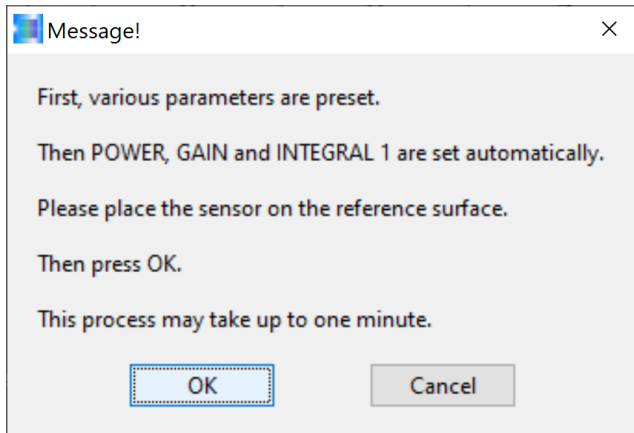 Message!
First, various parameters are preset.
Then POWER, GAIN and INTEGRAL 1 are set automatically.
Please place the sensor on the reference surface.
Then press OK.
This process may take up to one minute.
OK
Cancel